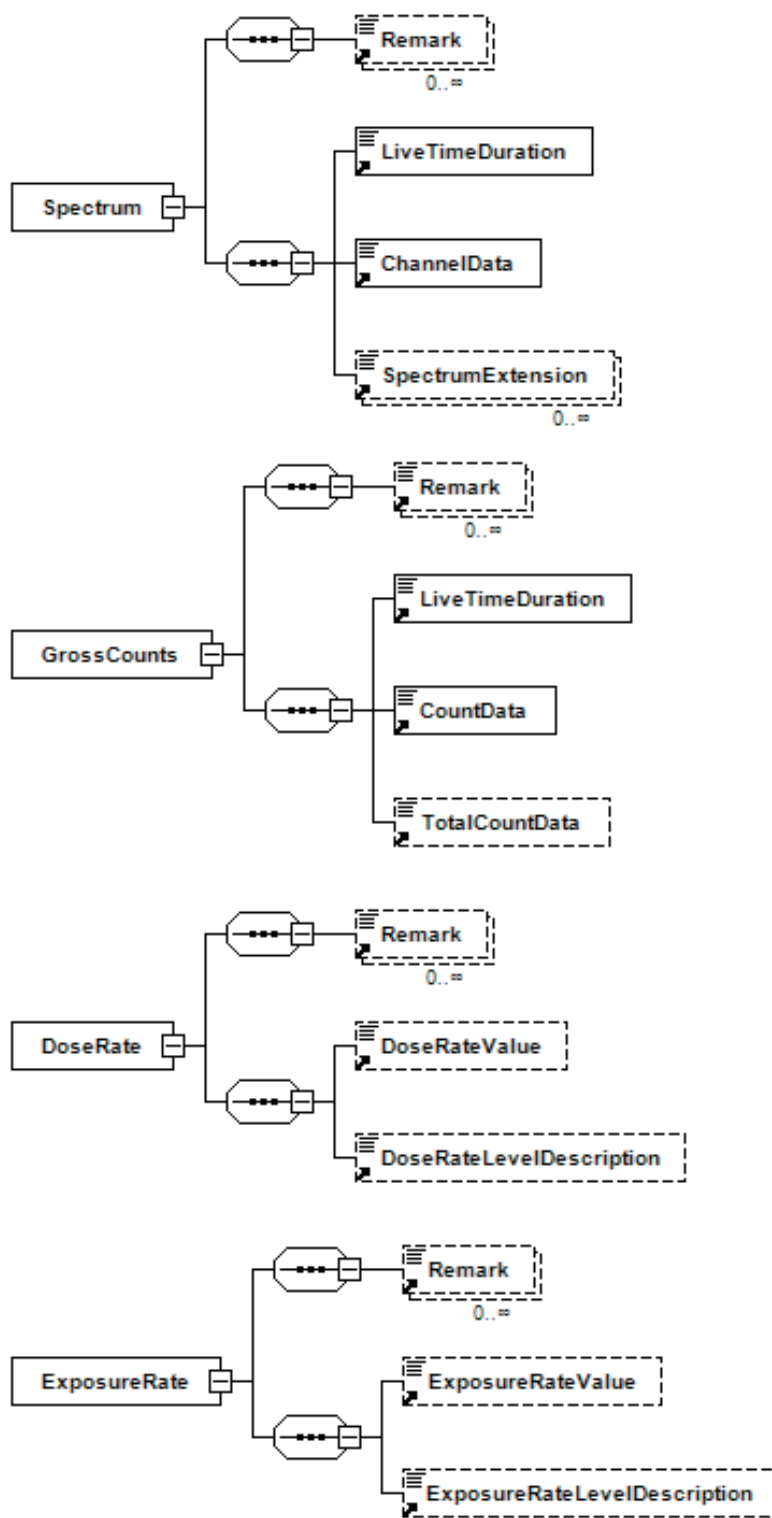 Remark
0..∞
LiveTimeDuration
Spectrum
ChannelData
SpectrumExtension
0..∞
Remark
0..∞
LiveTimeDuration
GrossCounts
CountData
TotalCountData
Remark
0..∞
DoseRate
DoseRateValue
DoseRateLevelDescription
Remark
0..∞
ExposureRate
ExposureRateValue
ExposureRateLevelDescription